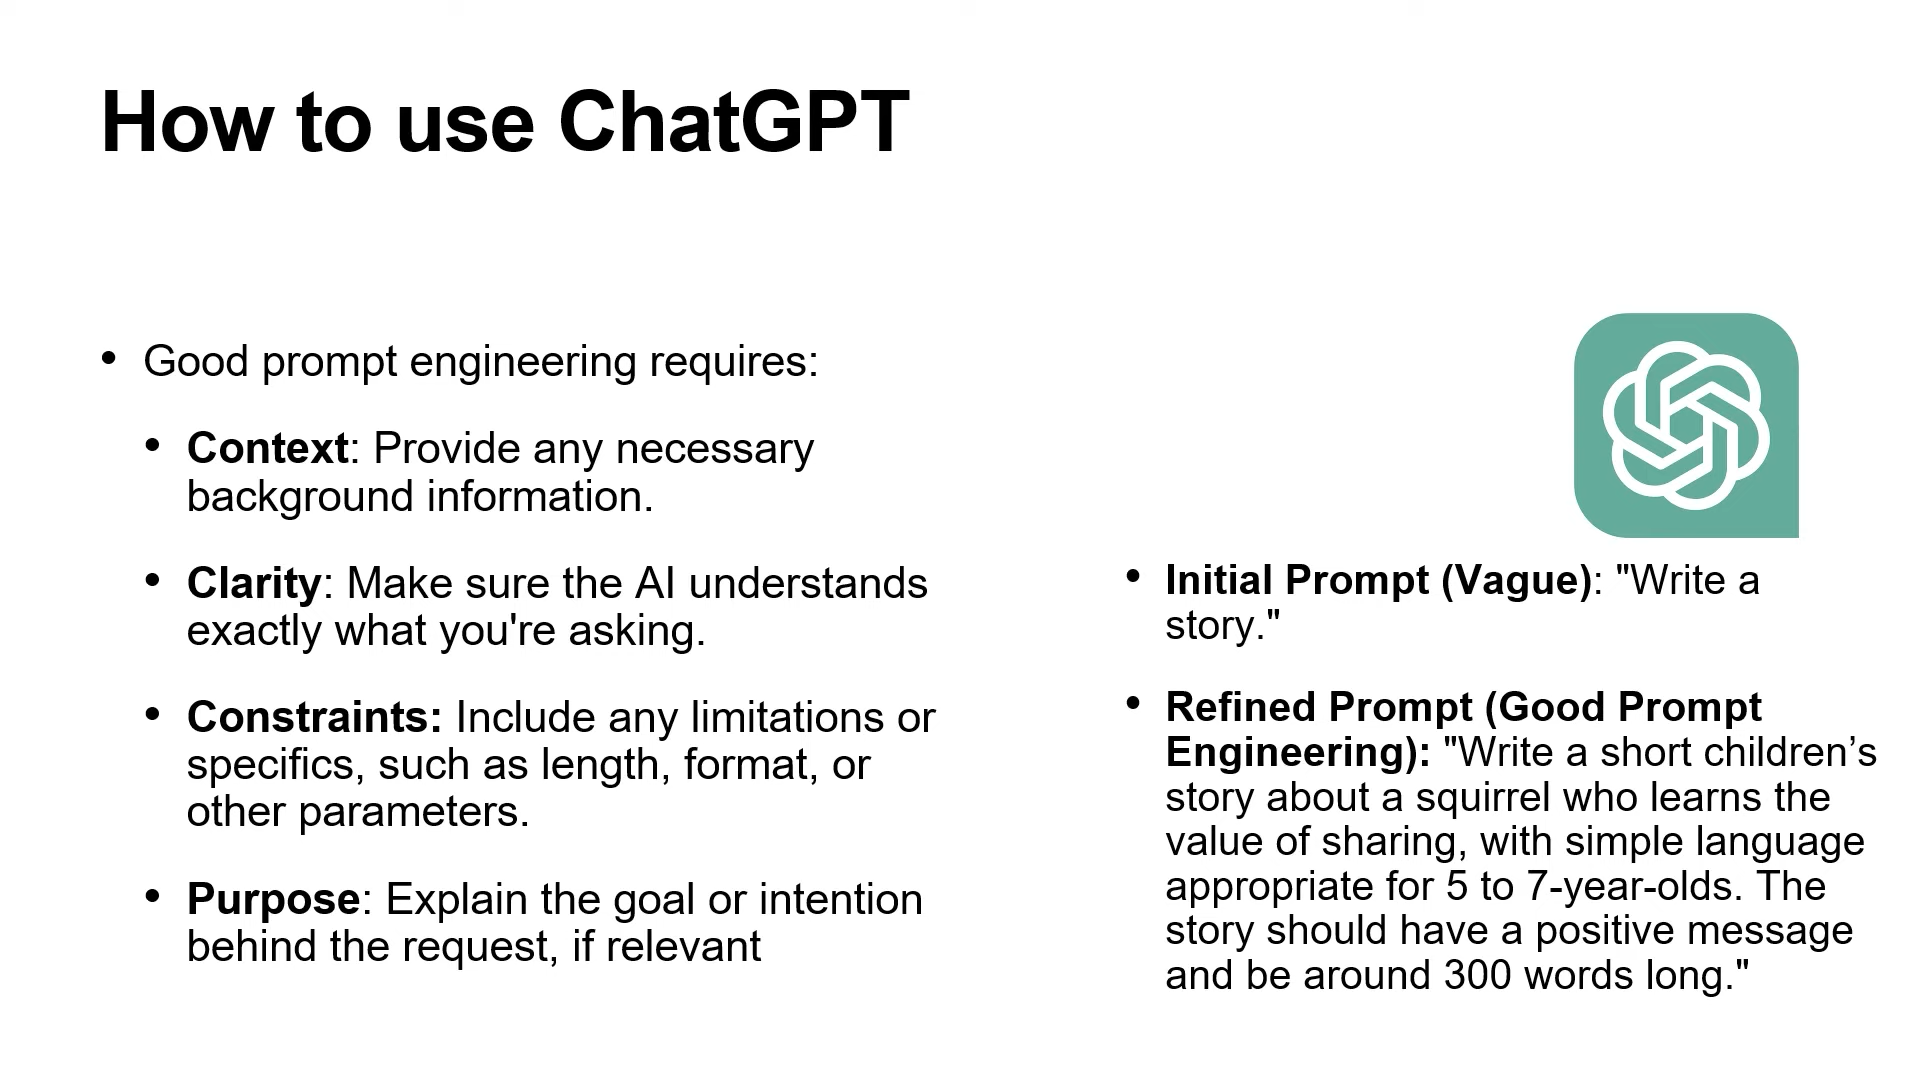 How to use ChatGPT
• Good prompt engineering requires:
• Context: Provide any necessary
background information.
• Clarity: Make sure the AI understands
exactly what you're asking.
• Constraints: Include any limitations or
specifics, such as length, format, or
other parameters.
• Purpose: Explain the goal or intention
behind the request, if relevant
• Initial Prompt (Vague): "Write a
story."
• Refined Prompt (Good Prompt
Engineering): "Write a short children’s
story about a squirrel who learns the
value of sharing, with simple language
appropriate for 5 to 7-year-olds. The
story should have a positive message
and be around 300 words long."